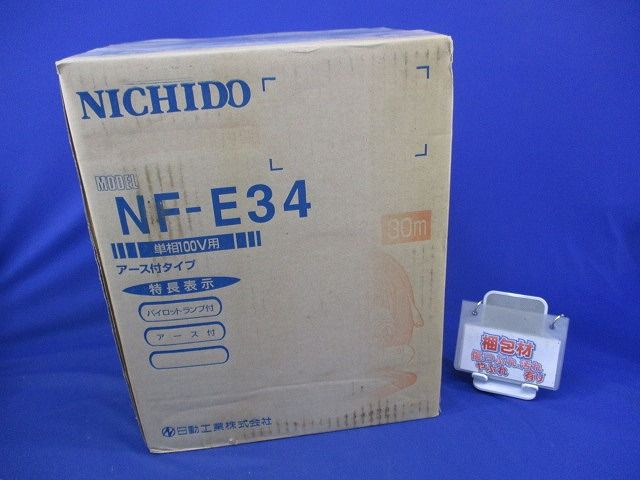 NICHIDO
MODEL
NF-E34
単相100V用
30m
アース付タイプ
特長表示
パイロットランプ付
アース付
日動工業株式会社
梱包材
やぶれ 有り